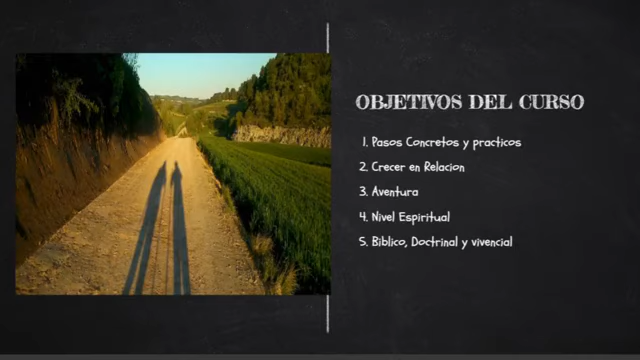 OBJETIVOS DEL CURSO
1. Pasos Concretos y practicos
2. Crecer en Relacion
3. Aventura
4. Nivel Espiritual
5. Biblico, Doctrinal y vivencial